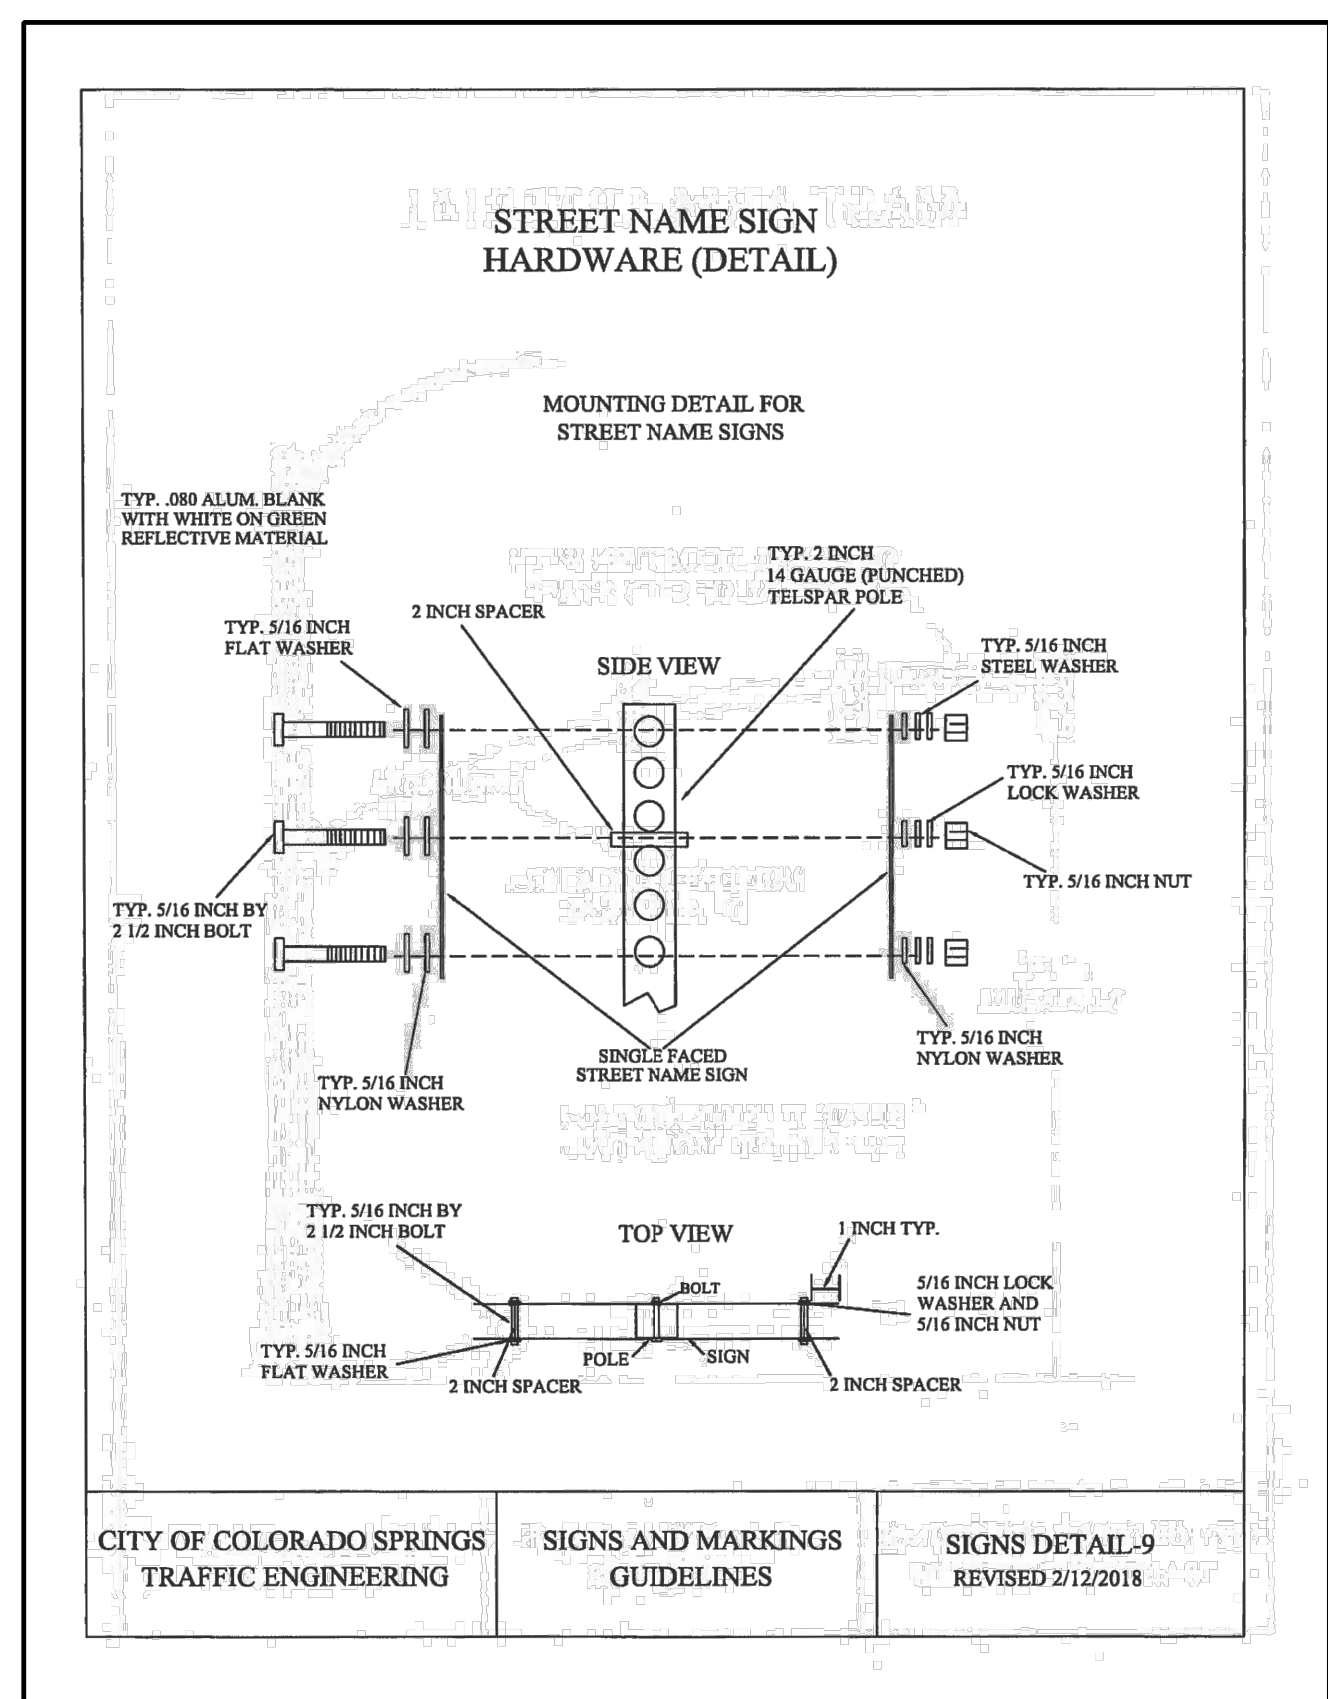 STREET NAME SIGN
HARDWARE (DETAIL)
MOUNTING DETAIL FOR
STREET NAME SIGNS
TYP. .080 ALUM. BLANK
WITH WHITE ON GREEN
REFLECTIVE MATERIAL
TYP. 2 INCH
14 GAUGE (PUNCHED)
TELSPAR POLE
2 INCH SPACER
TYP. 5/16 INCH
FLAT WASHER
SIDE VIEW
TYP. 5/16 INCH
STEEL WASHER
TYP. 5/16 INCH
LOCK WASHER
TYP. 5/16 INCH NUT
TYP. 5/16 INCH BY
2 1/2 INCH BOLT
TYP. 5/16 INCH
NYLON WASHER
SINGLE FACED
STREET NAME SIGN
TYP. 5/16 INCH
NYLON WASHER
TYP. 5/16 INCH BY
2 1/2 INCH BOLT
TOP VIEW
1 INCH TYP.
BOLT
5/16 INCH LOCK
WASHER AND
5/16 INCH NUT
TYP. 5/16 INCH
FLAT WASHER
POLE
SIGN
2 INCH SPACER
2 INCH SPACER
CITY OF COLORADO SPRINGS
TRAFFIC ENGINEERING
SIGNS AND MARKINGS
GUIDELINES
SIGNS DETAIL-9
REVISED 2/12/2018